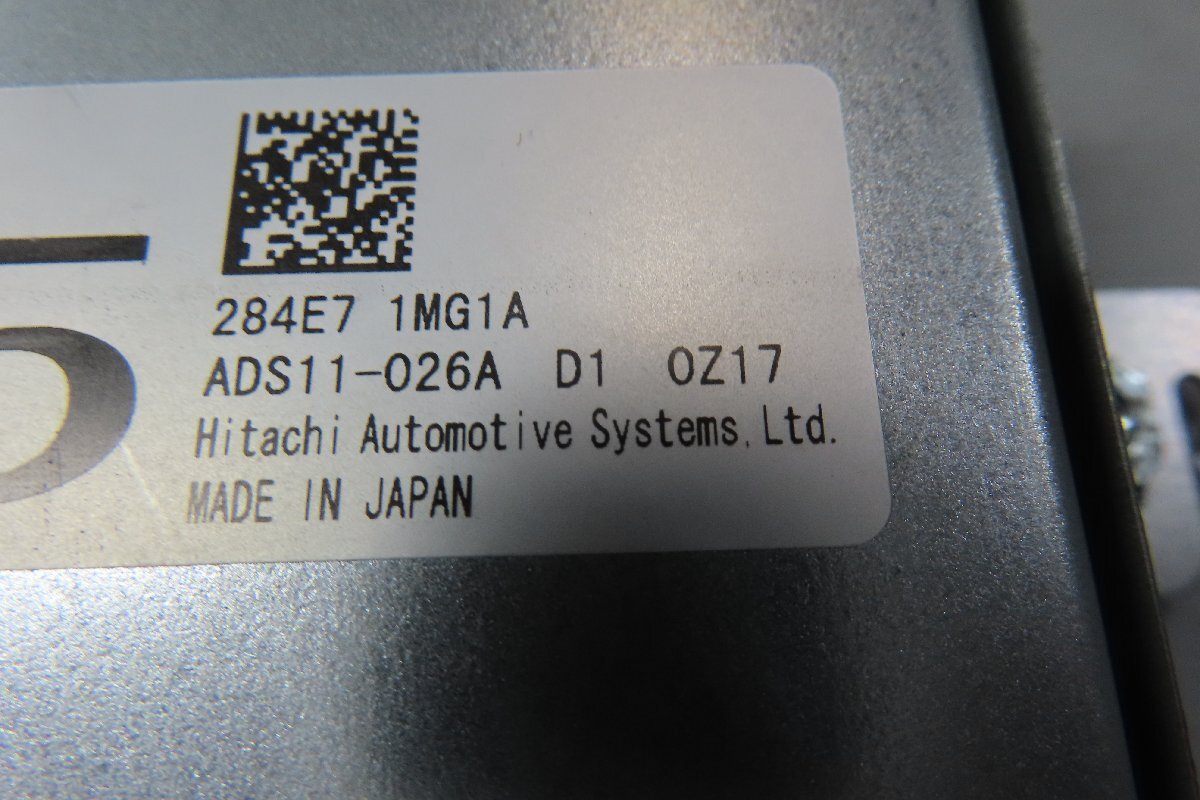 284E7 1MG1A
ADS11-026A D1 0Z17
Hitachi Automotive Systems, Ltd.
MADE IN JAPAN